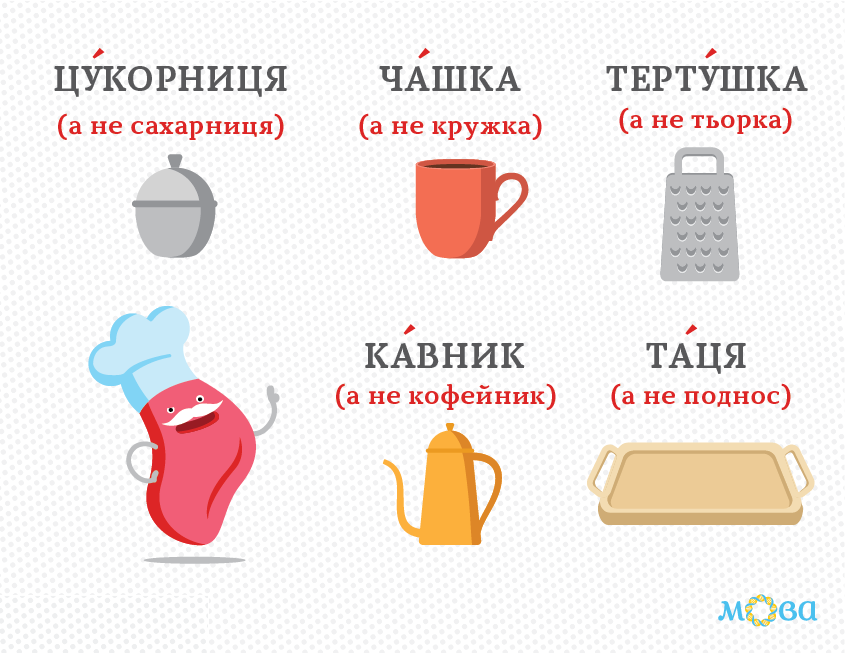 ЦУ́КОРНИЦЯ
(а не сахарниця)
ЧА́ШКА
(а не кружка)
ТЕРТУ́ШКА
(а не тьорка)
КА́ВНИК
(а не кофейник)
ТА́ЦЯ
(а не поднос)
мова